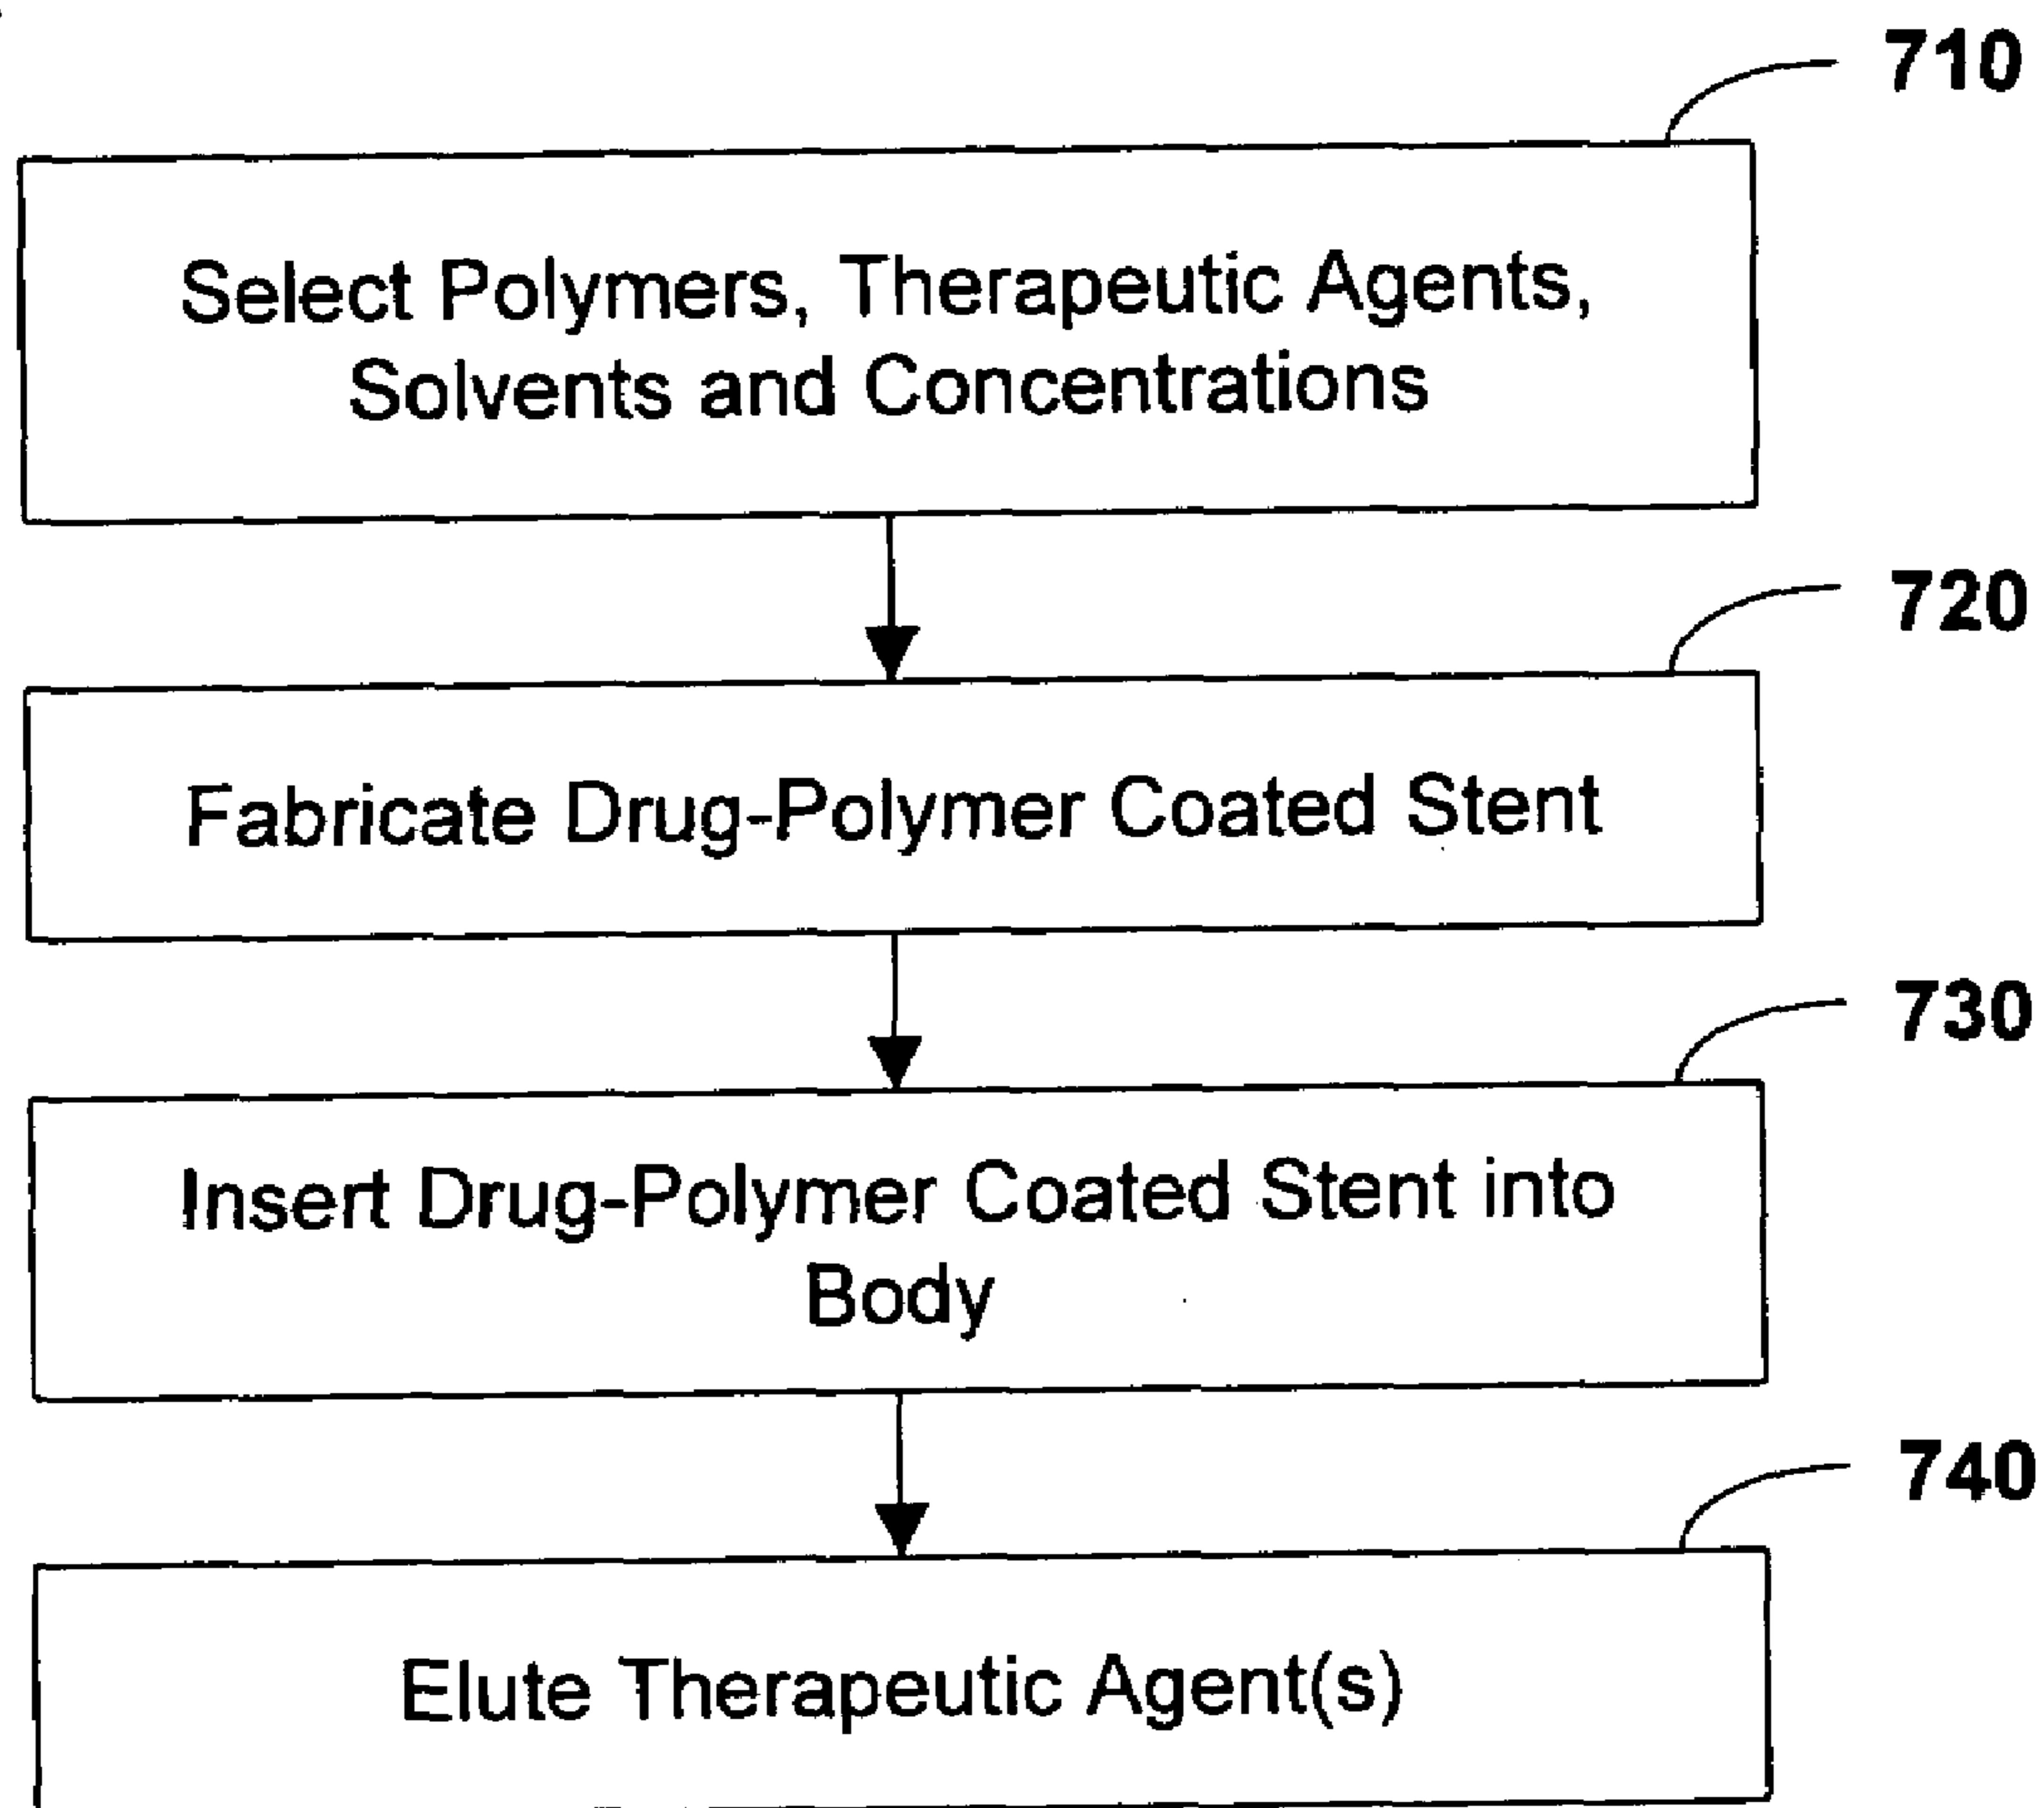 710
Select Polymers, Therapeutic Agents,
Solvents and Concentrations
720
Fabricate Drug-Polymer Coated Stent
730
Insert Drug-Polymer Coated Stent into
Body
740
Elute Therapeutic Agent(s)